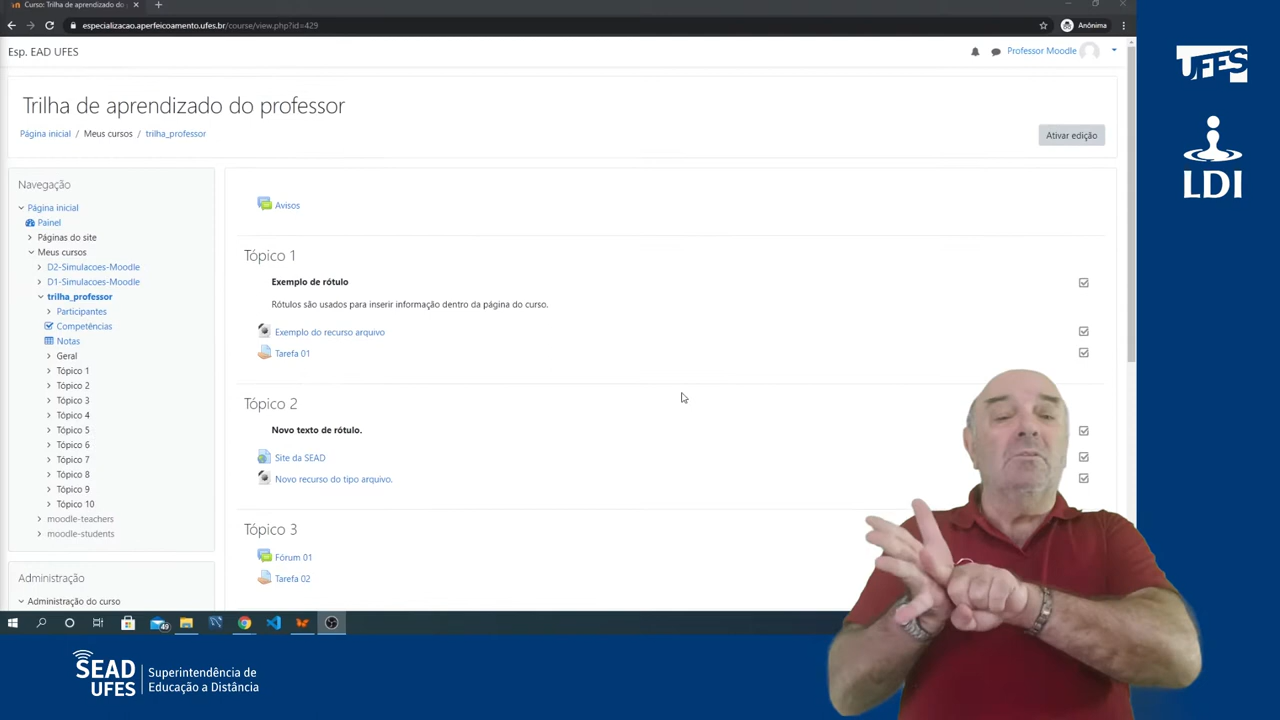 Curso: Trilha de aprendizado do p
especializacao.aperfeicoamento.ufes.br/course/view.php?id=429
Anônima
Esp. EAD UFES
Professor Moodle
Trilha de aprendizado do professor
Página inicial / Meus cursos / trilha_professor
Ativar edição
Navegação
Página inicial
Painel
Páginas do site
Meus cursos
D2-Simulacoes-Moodle
D1-Simulacoes-Moodle
trilha_professor
Participantes
Competências
Notas
Geral
Tópico 1
Tópico 2
Tópico 3
Tópico 4
Tópico 5
Tópico 6
Tópico 7
Tópico 8
Tópico 9
Tópico 10
moodle-teachers
moodle-students
Administração
Administração do curso
Avisos
Tópico 1
Exemplo de rótulo
Rótulos são usados para inserir informação dentro da página do curso.
Exemplo do recurso arquivo
Tarefa 01
Tópico 2
Novo texto de rótulo.
Site da SEAD
Novo recurso do tipo arquivo.
Tópico 3
Fórum 01
Tarefa 02
49
UFES
LDI
SEAD
UFES
Superintendência de
Educação a Distância